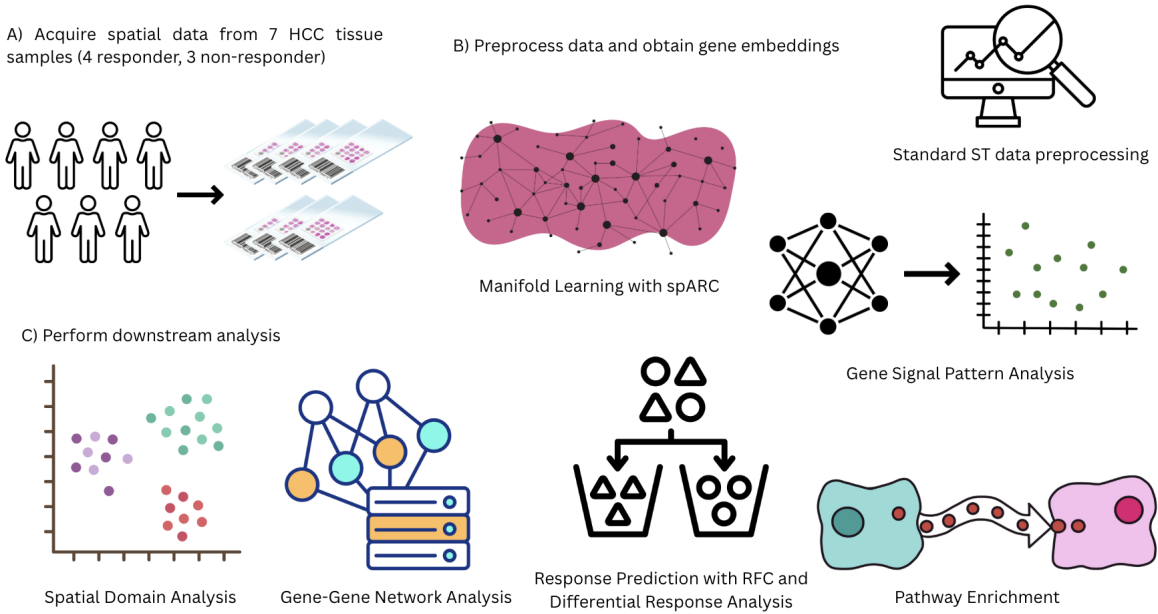 A) Acquire spatial data from 7 HCC tissue
samples (4 responder, 3 non-responder)
B) Preprocess data and obtain gene embeddings
Standard ST data preprocessing
Manifold Learning with spARC
Gene Signal Pattern Analysis
C) Perform downstream analysis
Spatial Domain Analysis
Gene-Gene Network Analysis
Response Prediction with RFC and
Differential Response Analysis
Pathway Enrichment